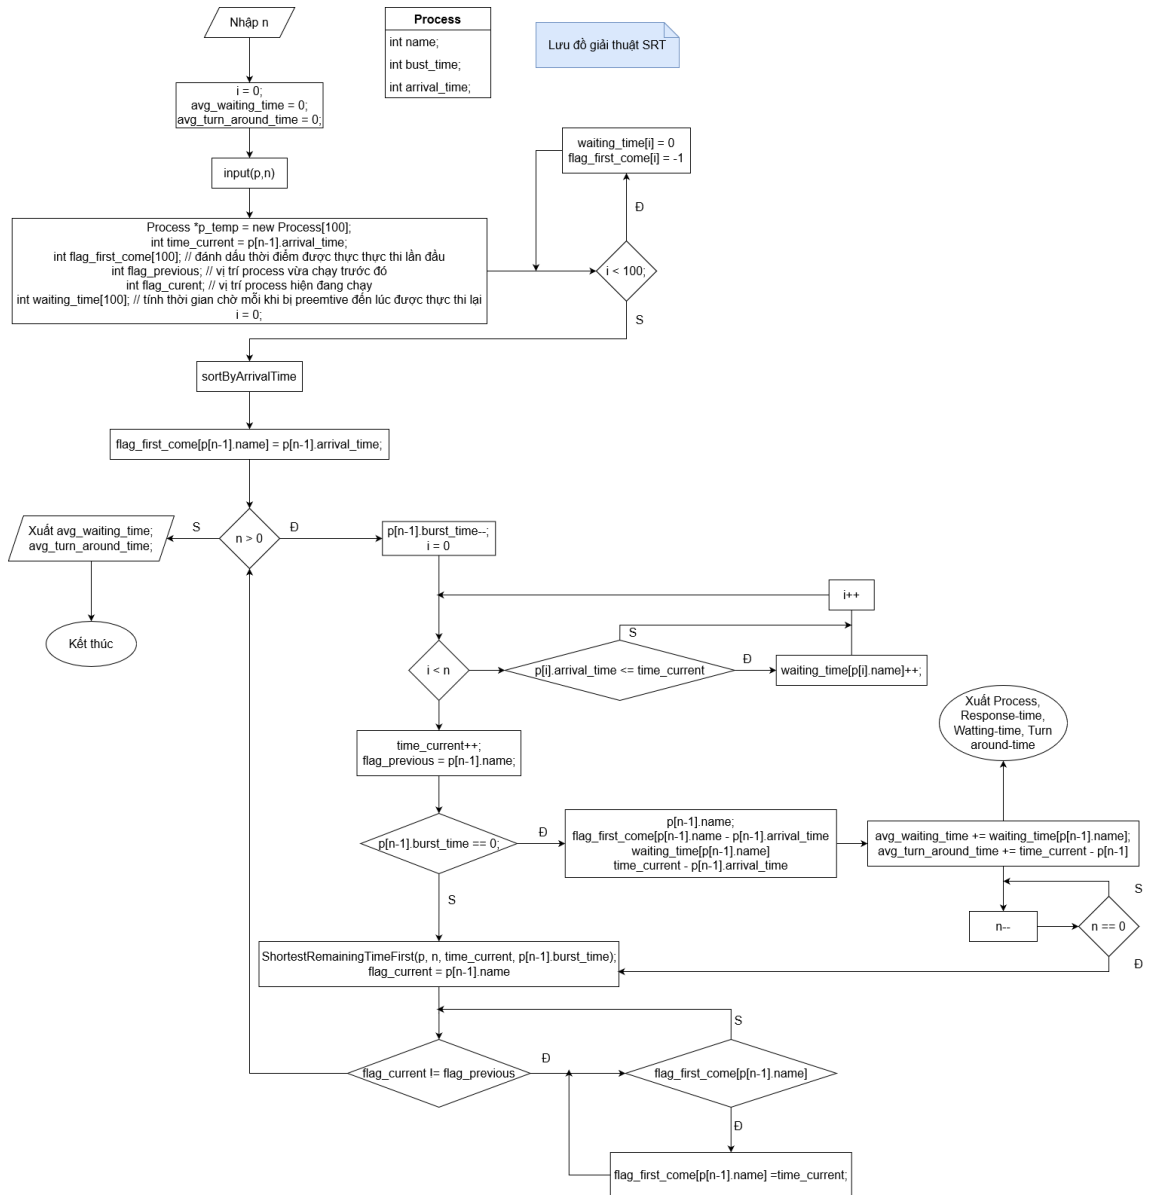 Nhập n
Process
int name;
int bust_time;
int arrival_time;
Lưu đồ giải thuật SRT
i = 0;
avg_waiting_time = 0;
avg_turn_around_time = 0;
input(p,n)
waiting_time[i] = 0
flag_first_come[i] = -1
Đ
Process *p_temp = new Process[100];
int time_current = p[n-1].arrival_time;
int flag_first_come[100]; // đánh dấu thời điểm được thực thực thi lần đầu
int flag_previous; // vị trí process vừa chạy trước đó
int flag_curent; // vị trí process hiện đang chạy
int waiting_time[100]; // tính thời gian chờ mỗi khi bị preemtive đến lúc được thực thi lại
i = 0;
i < 100;
S
sortByArrivalTime
flag_first_come[p[n-1].name] = p[n-1].arrival_time;
Xuất avg_waiting_time;
avg_turn_around_time;
S
n > 0
Đ
p[n-1].burst_time--;
i = 0
Kết thúc
i++
S
i < n
p[i].arrival_time <= time_current
Đ
waiting_time[p[i].name]++;
time_current++;
flag_previous = p[n-1].name;
Xuất Process,
Response-time,
Watting-time, Turn
around-time
p[n-1].burst_time == 0;
Đ
p[n-1].name;
flag_first_come[p[n-1].name - p[n-1].arrival_time
waiting_time[p[n-1].name]
time_current - p[n-1].arrival_time
avg_waiting_time += waiting_time[p[n-1].name];
avg_turn_around_time += time_current - p[n-1]
S
S
n--
n == 0
Đ
ShortestRemainingTimeFirst(p, n, time_current, p[n-1].burst_time);
flag_current = p[n-1].name
S
flag_current != flag_previous
Đ
flag_first_come[p[n-1].name]
Đ
flag_first_come[p[n-1].name] =time_current;